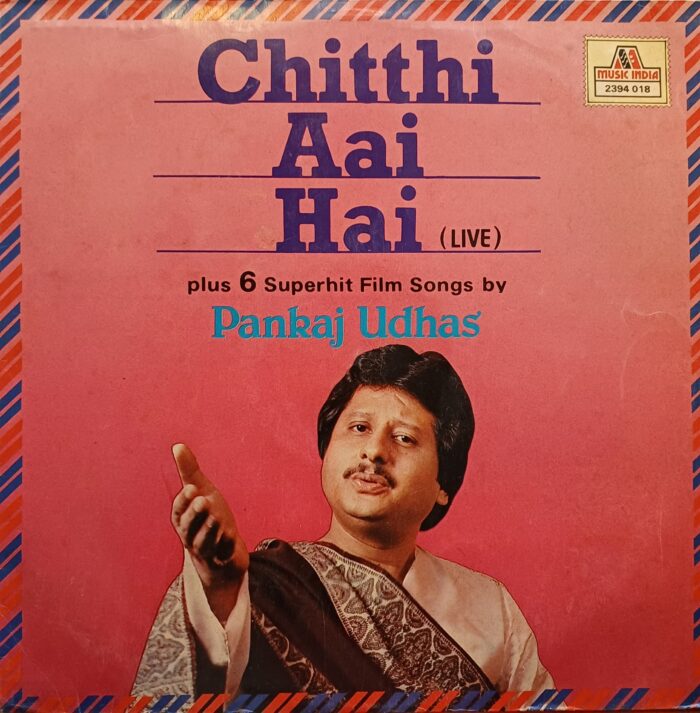 Chitthi
Aai
Hai (LIVE)
plus 6 Superhit Film Songs by
Pankaj Udhas
MUSIC INDIA
2394 018